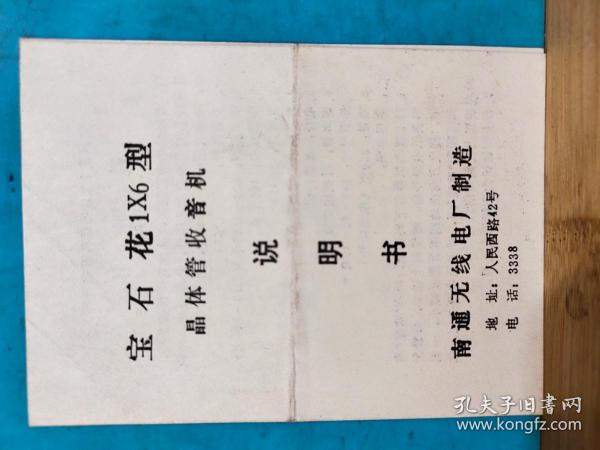 宝石花1X6型
晶体管收音机
说明书
南通无线电厂制造
地址：人民西路42号
电话：3338
孔夫子旧书网
www.kongfz.com